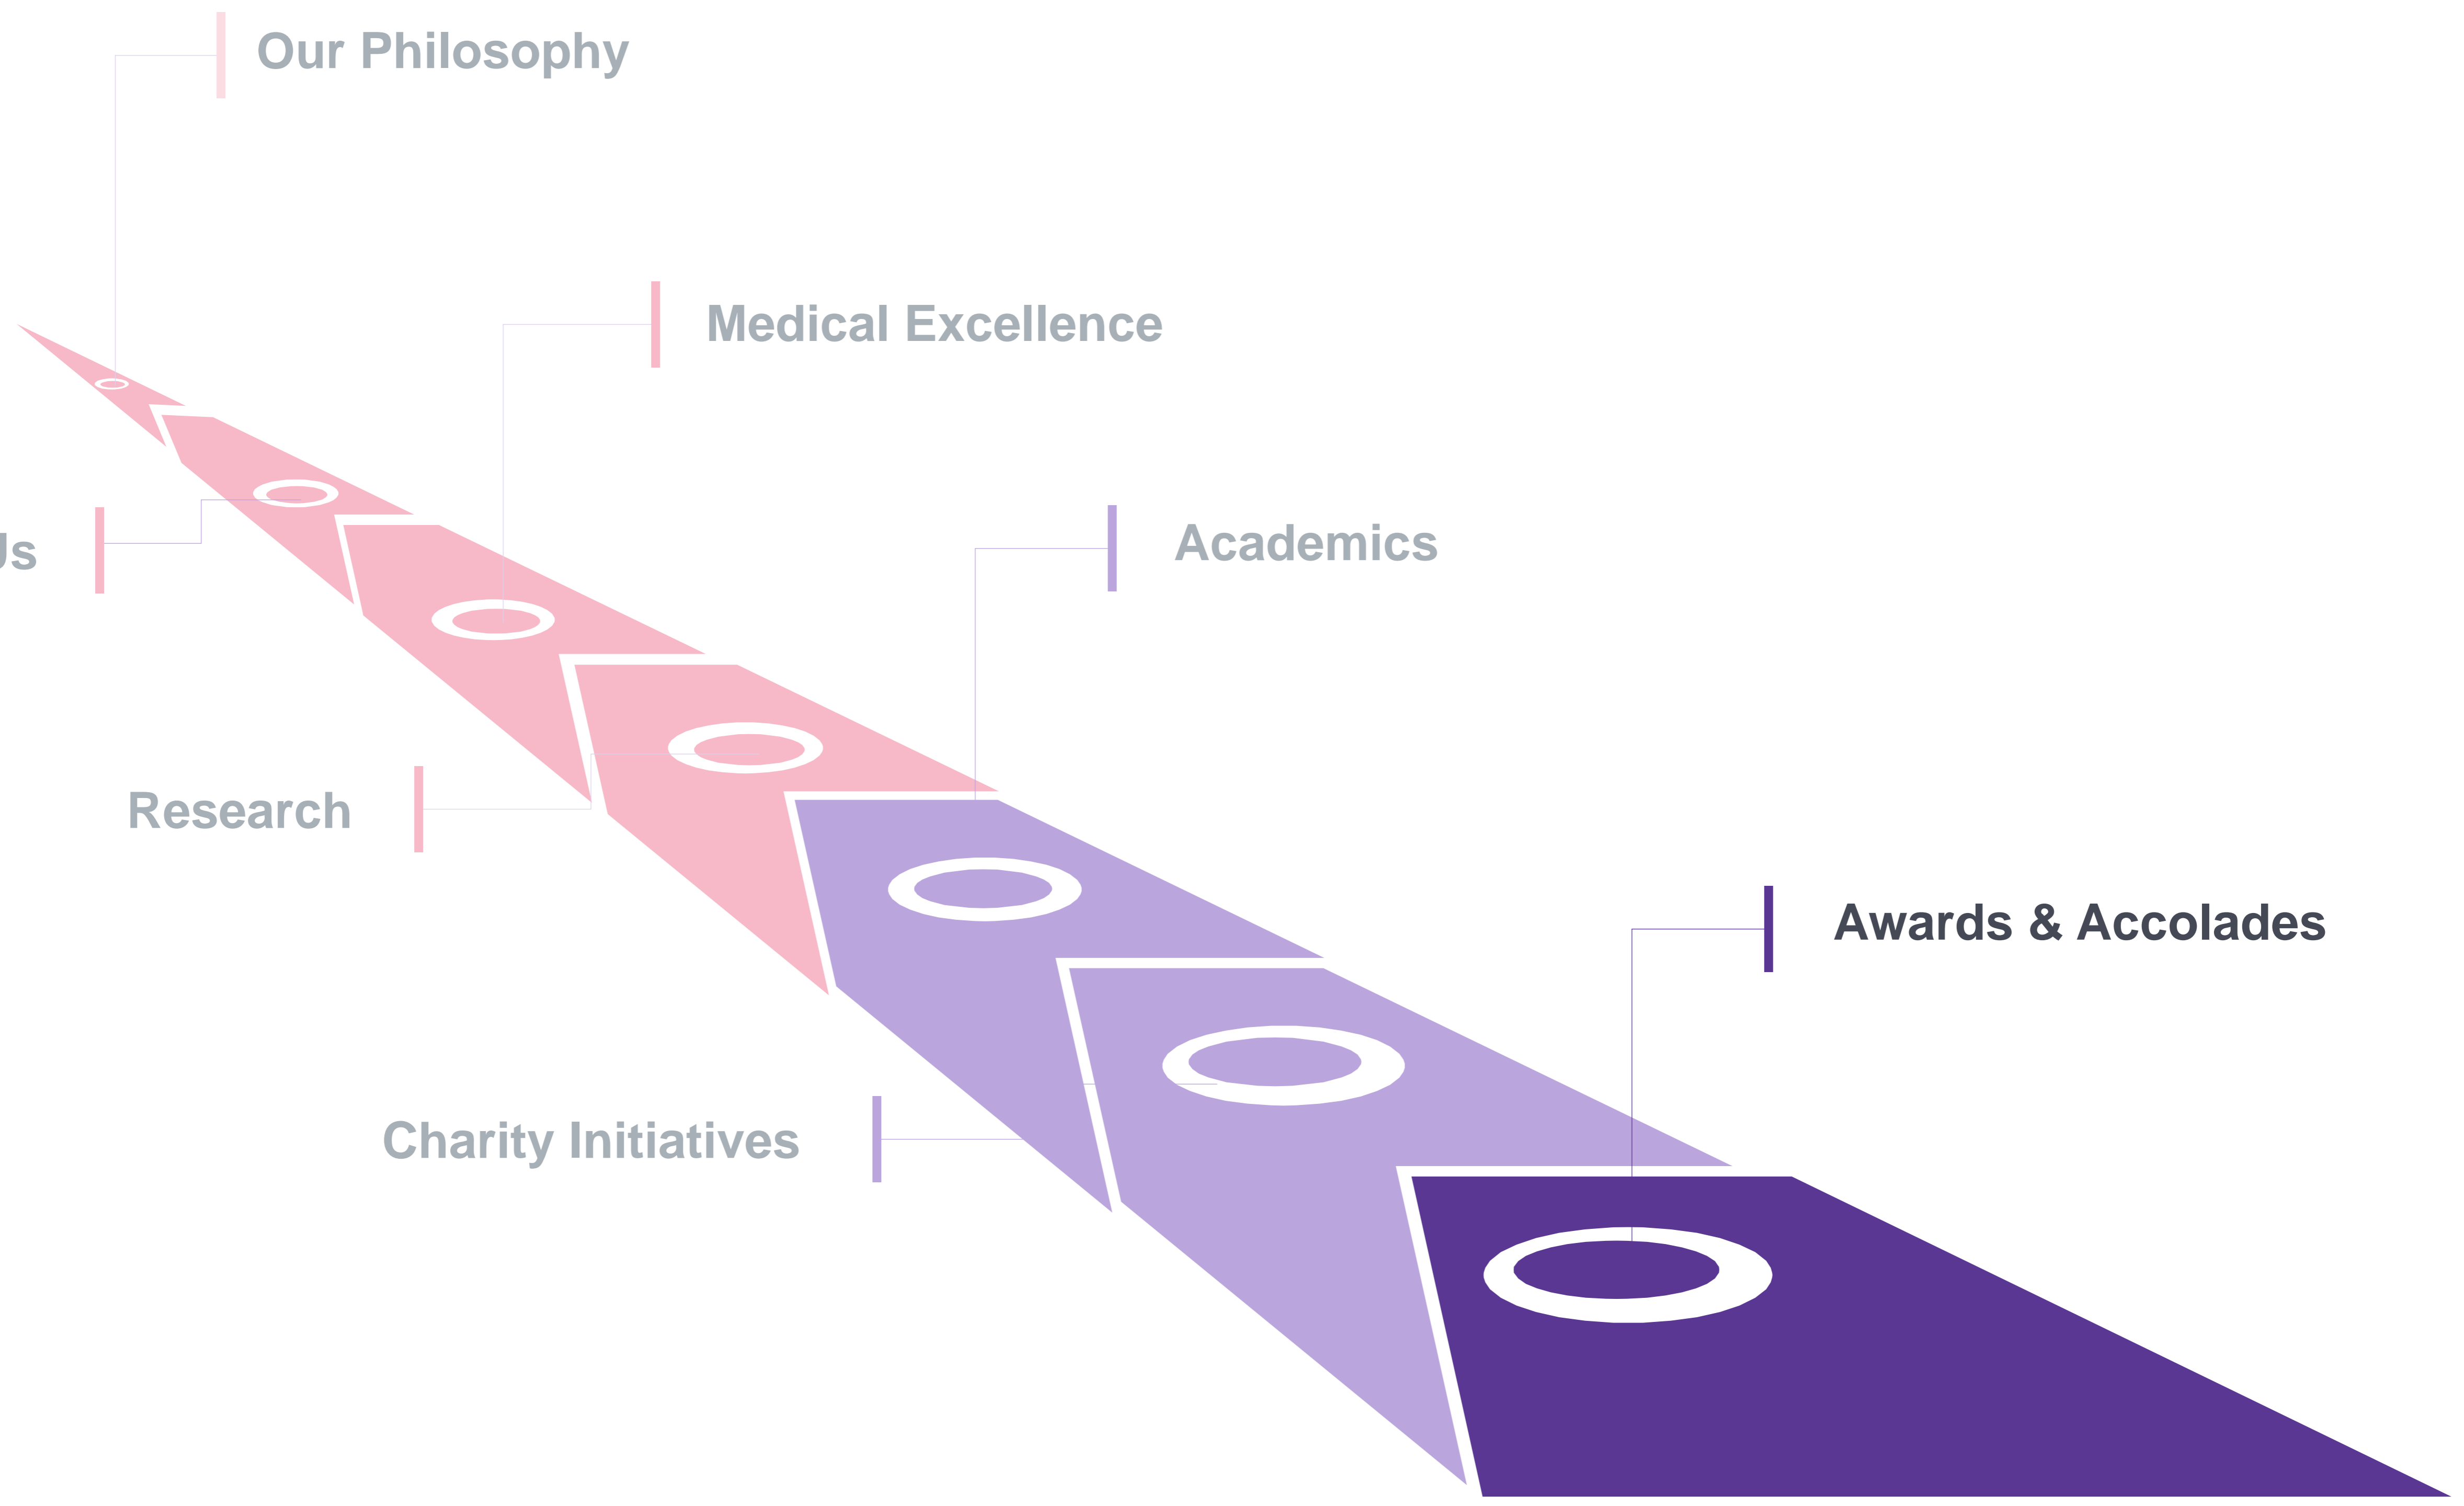 Our Philosophy
Medical Excellence
Academics
Research
Awards & Accolades
Charity Initiatives